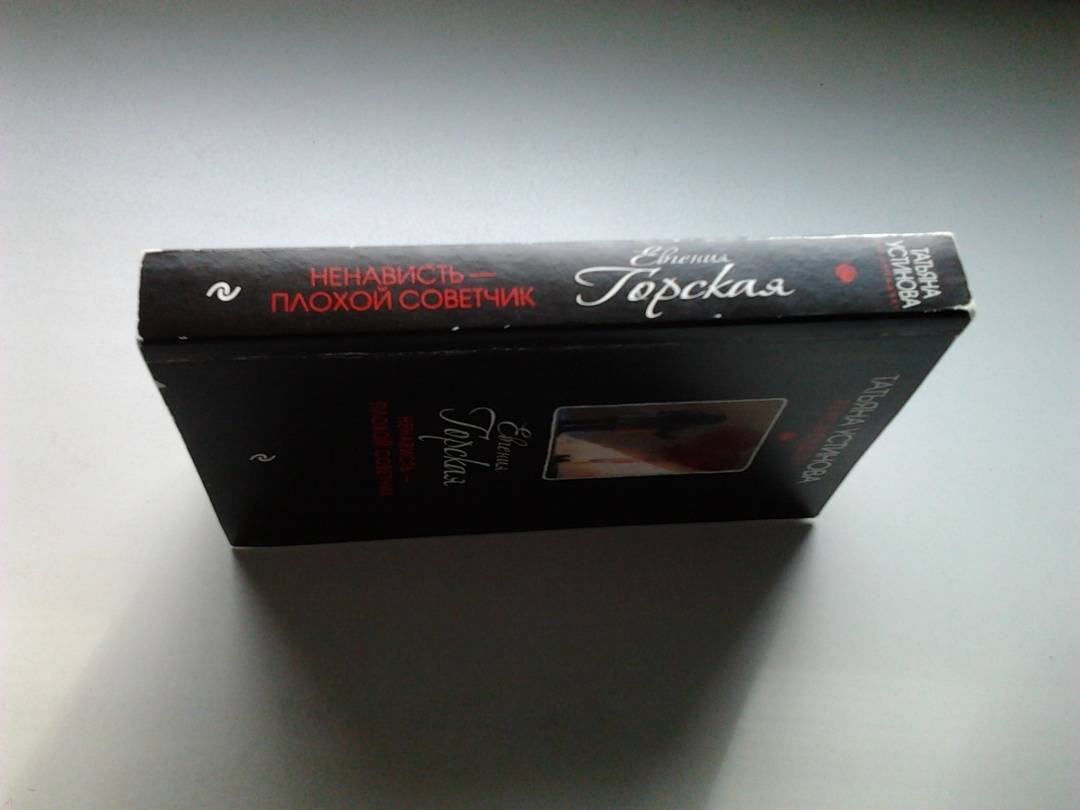 НЕНАВИСТЬ —
ПЛОХОЙ СОВЕТЧИК
Евгения
Горская
ТАТЬЯНА
УСТИНОВА
ТАТЬЯНА УСТИНОВА
Евгения
Горская
НЕНАВИСТЬ —
ПЛОХОЙ СОВЕТЧИК